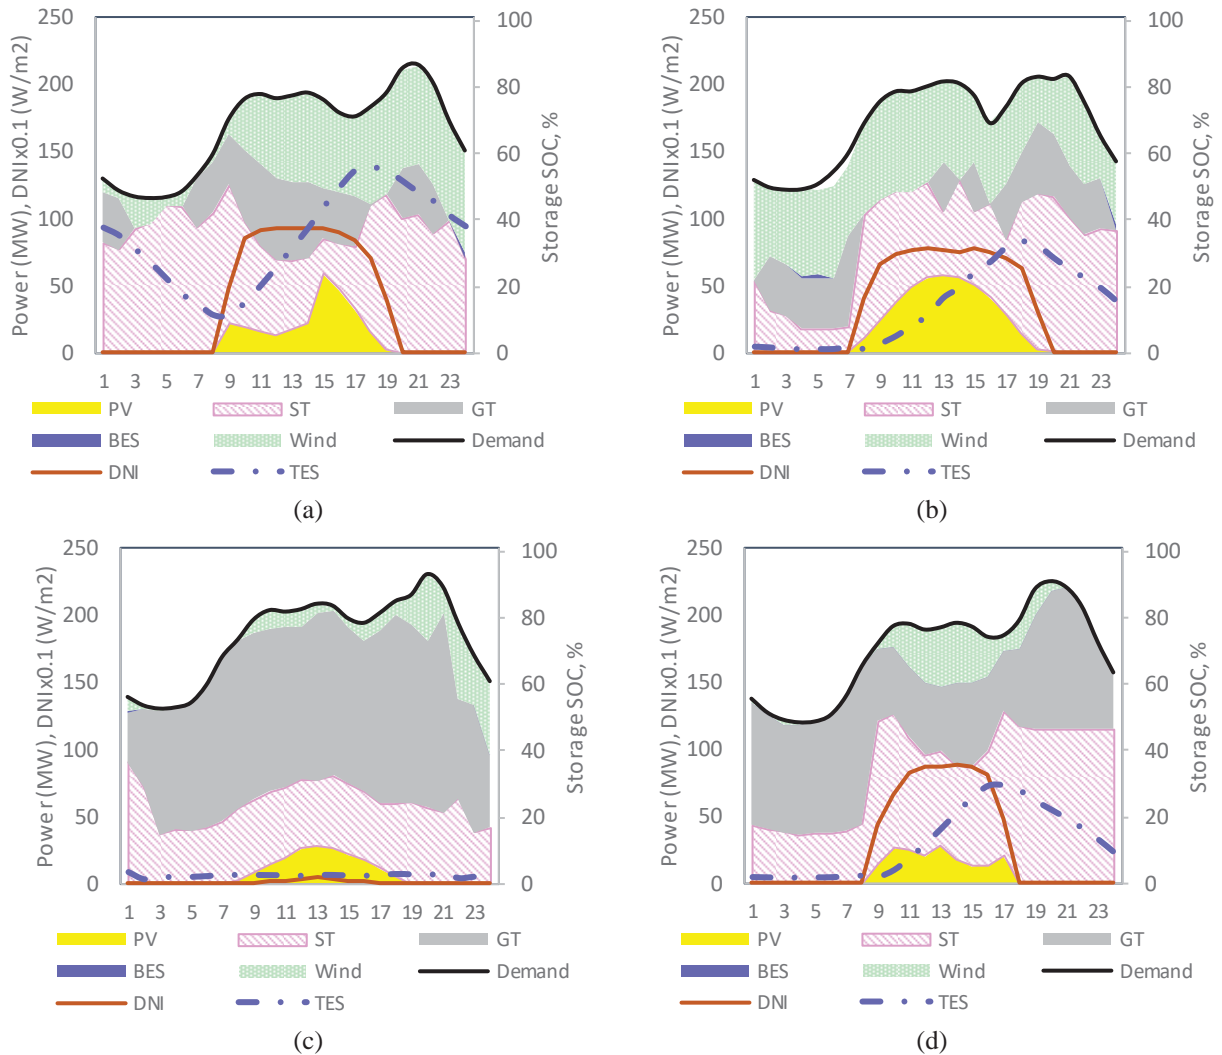 250
200
150
100
50
0
Power (MW), DNIx0.1 (W/m2)
100
80
60
40
20
0
Storage SOC, %
1 3 5 7 9 11 13 15 17 19 21 23
PV ST GT
BES Wind Demand
DNI TES
(a)
250
200
150
100
50
0
Power (MW), DNIx0.1 (W/m2)
100
80
60
40
20
0
Storage SOC, %
1 3 5 7 9 11 13 15 17 19 21 23
PV ST GT
BES Wind Demand
DNI TES
(b)
250
200
150
100
50
0
Power (MW), DNIx0.1 (W/m2)
100
80
60
40
20
0
Storage SOC, %
1 3 5 7 9 11 13 15 17 19 21 23
PV ST GT
BES Wind Demand
DNI TES
(c)
250
200
150
100
50
0
Power (MW), DNIx0.1 (W/m2)
100
80
60
40
20
0
Storage SOC, %
1 3 5 7 9 11 13 15 17 19 21 23
PV ST GT
BES Wind Demand
DNI TES
(d)